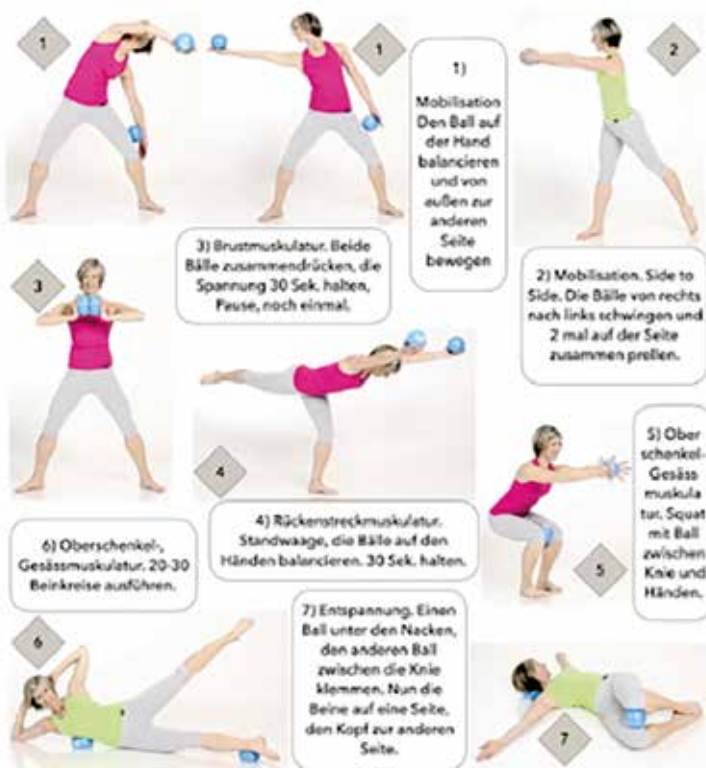 1
1
1)
Mobilisation
Den Ball auf
der Hand
balancieren
und von
außen zur
anderen
Seite
bewegen
2
3) Brustmuskulatur. Beide
Bälle zusammendrücken, die
Spannung 30 Sek. halten,
Pause, noch einmal.
3
2) Mobilisation. Side to
Side. Die Bälle von rechts
nach links schwingen und
2 mal auf der Seite
zusammen prellen.
4
4) Rückenstreckmuskulatur.
Standwaage, die Bälle auf den
Händen balancieren. 30 Sek. halten.
5) Ober
schenkel-
Gesäss
muskula
tur. Squat
mit Ball
zwischen
Knie und
Händen.
5
6) Oberschenkel-,
Gesässmuskulatur. 20-30
Beinkreise ausführen.
6
7) Entspannung. Einen
Ball unter den Nacken,
den anderen Ball
zwischen die Knie
klemmen. Nun die
Beine auf eine Seite,
den Kopf zur anderen
Seite.
7